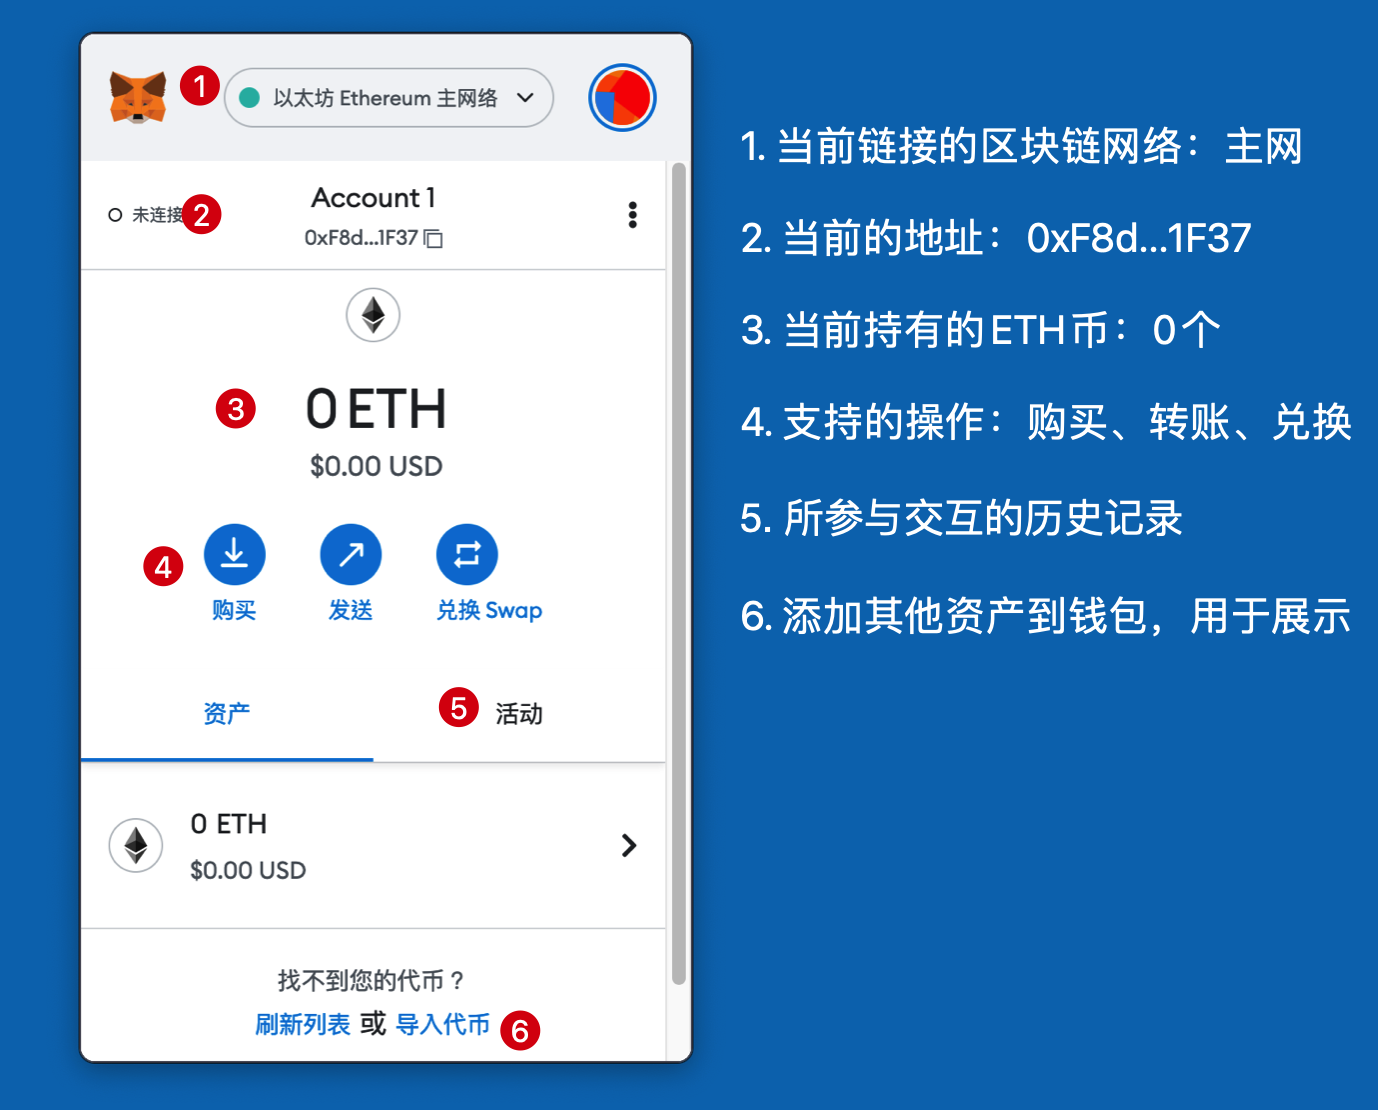 1 以太坊 Ethereum 主网络
未连接 2
Account 1
0xF8d...1F37
3 0 ETH
$0.00 USD
4 购买 发送 兑换 Swap
资产 5 活动
0 ETH
$0.00 USD
找不到您的代币？
刷新列表 或 导入代币 6
1. 当前链接的区块链网络：主网
2. 当前的地址：0xF8d...1F37
3. 当前持有的ETH币：0个
4. 支持的操作：购买、转账、兑换
5. 所参与交互的历史记录
6. 添加其他资产到钱包，用于展示